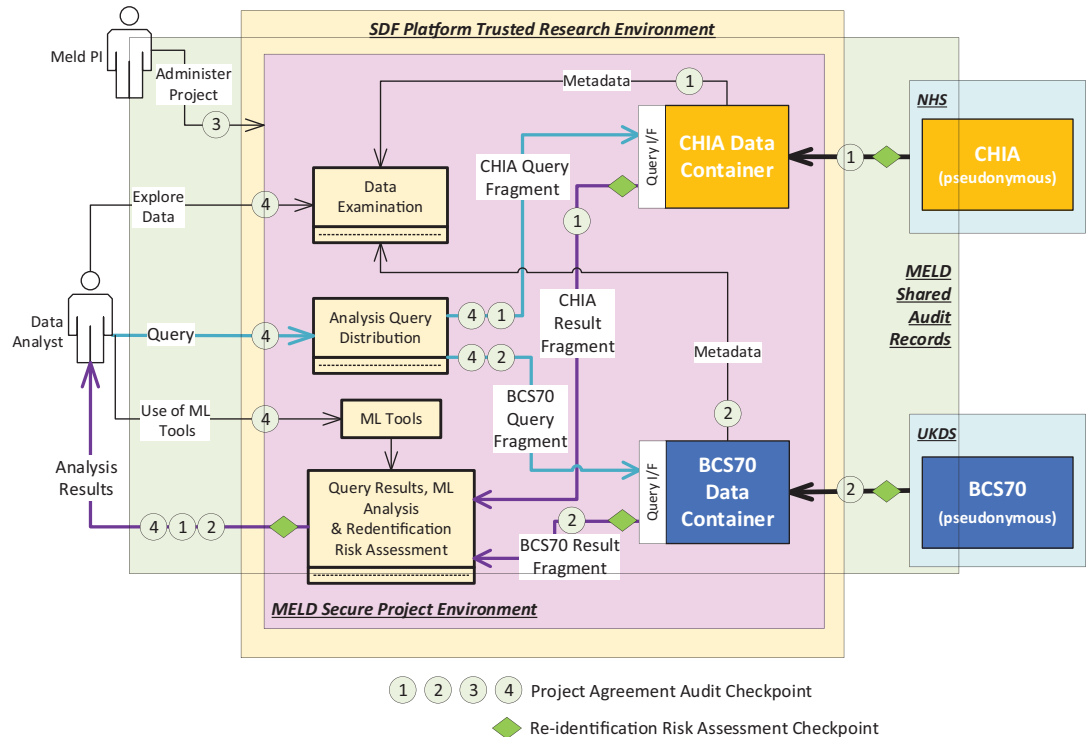 SDF Platform Trusted Research Environment
Meld PI
Administer
Project
3
Metadata
1
NHS
CHIA
(pseudonymous)
1
CHIA Data
Container
Query I/F
CHIA Query
Fragment
1
Data
Examination
Explore
Data
4
MELD
Shared
Audit
Records
CHIA
Result
Fragment
Data
Analyst
Query
4
Analysis Query
Distribution
4 1
4 2
Metadata
2
BCS70
Query
Fragment
Use of ML
Tools
4
ML Tools
UKDS
BCS70
(pseudonymous)
2
BCS70
Data
Container
Query I/F
Analysis
Results
4 1 2
Query Results, ML
Analysis
& Redentification
Risk Assessment
2
BCS70 Result
Fragment
MELD Secure Project Environment
1 2 3 4 Project Agreement Audit Checkpoint
Re-identification Risk Assessment Checkpoint